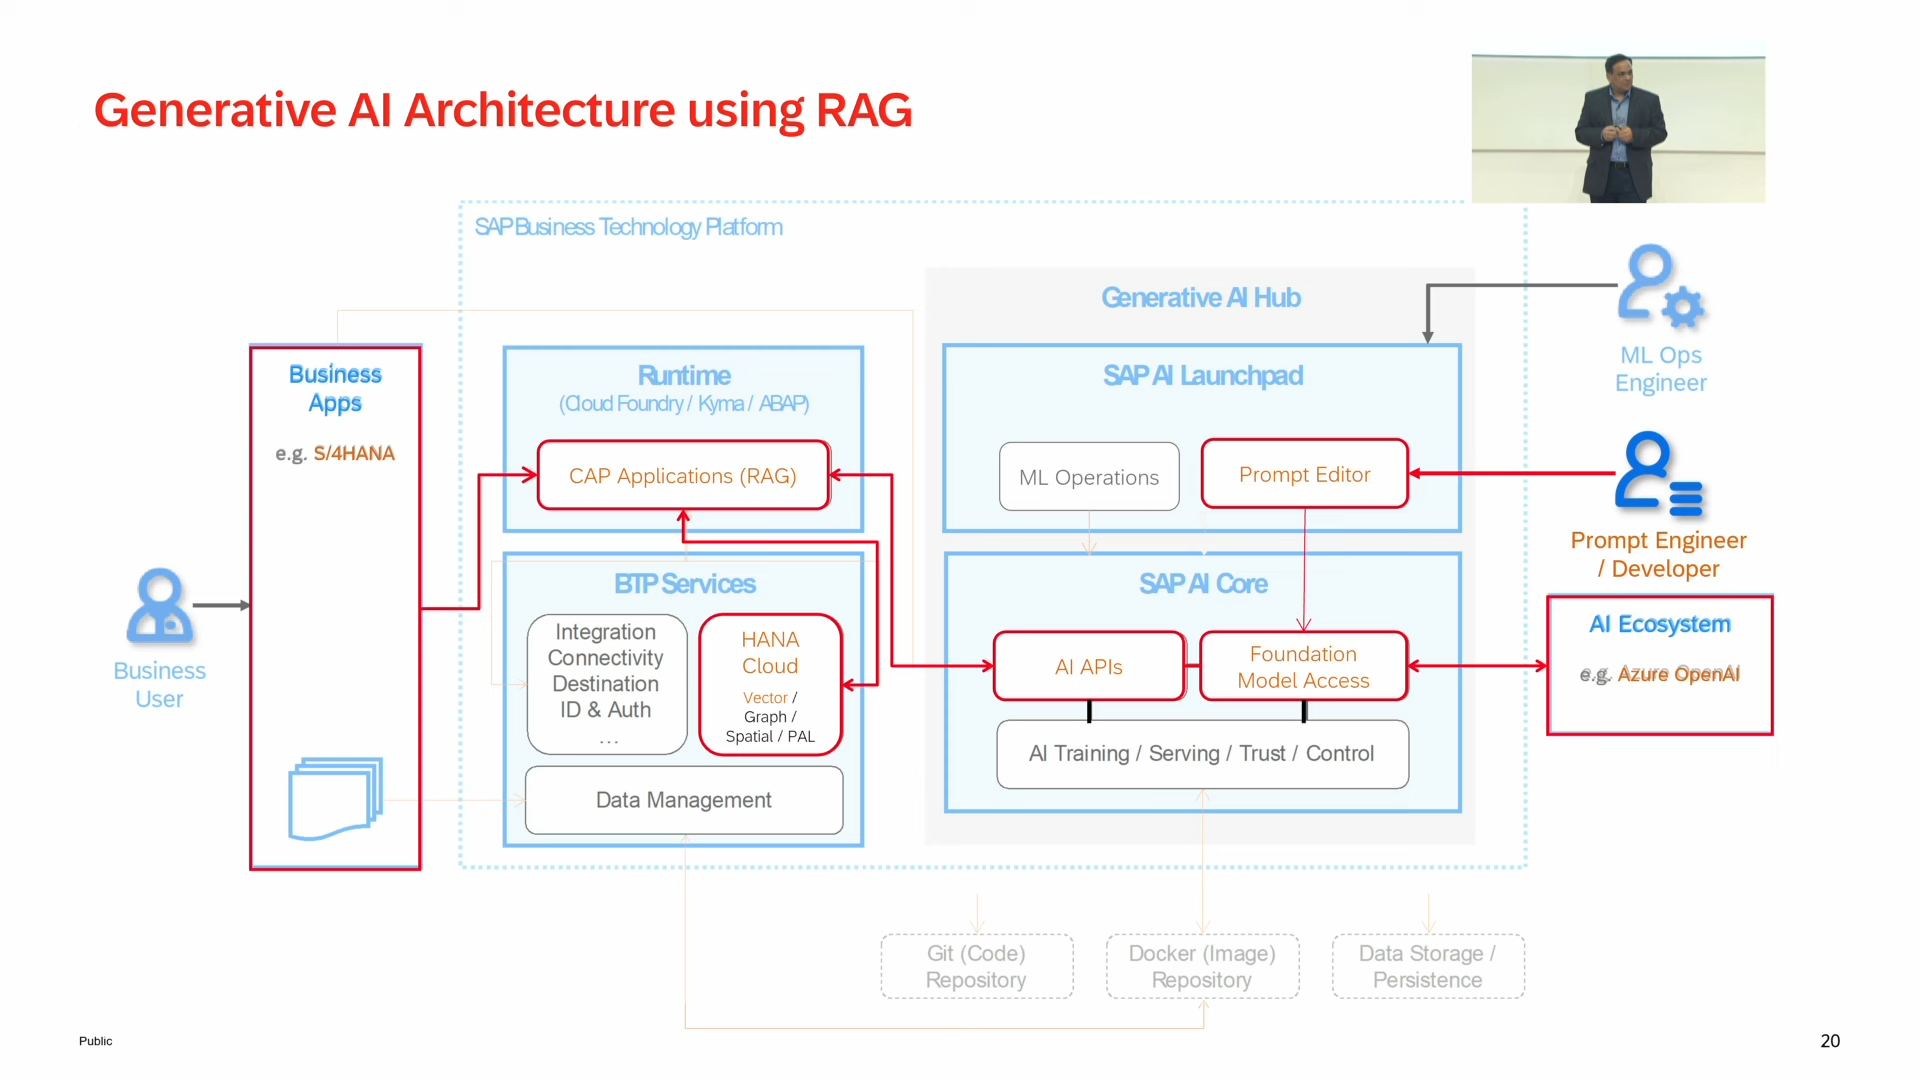 Generative AI Architecture using RAG
SAP Business Technology Platform
Generative AI Hub
ML Ops
Engineer
Business
Apps
e.g. S/4HANA
Runtime
(Cloud Foundry / Kyma / ABAP)
CAP Applications (RAG)
SAP AI Launchpad
ML Operations
Prompt Editor
Prompt Engineer
/ Developer
Business
User
BTP Services
Integration
Connectivity
Destination
ID & Auth
...
HANA
Cloud
Vector /
Graph /
Spatial / PAL
Data Management
SAP AI Core
AI APIs
Foundation
Model Access
AI Training / Serving / Trust / Control
AI Ecosystem
e.g. Azure OpenAI
Git (Code)
Repository
Docker (Image)
Repository
Data Storage /
Persistence
Public
20